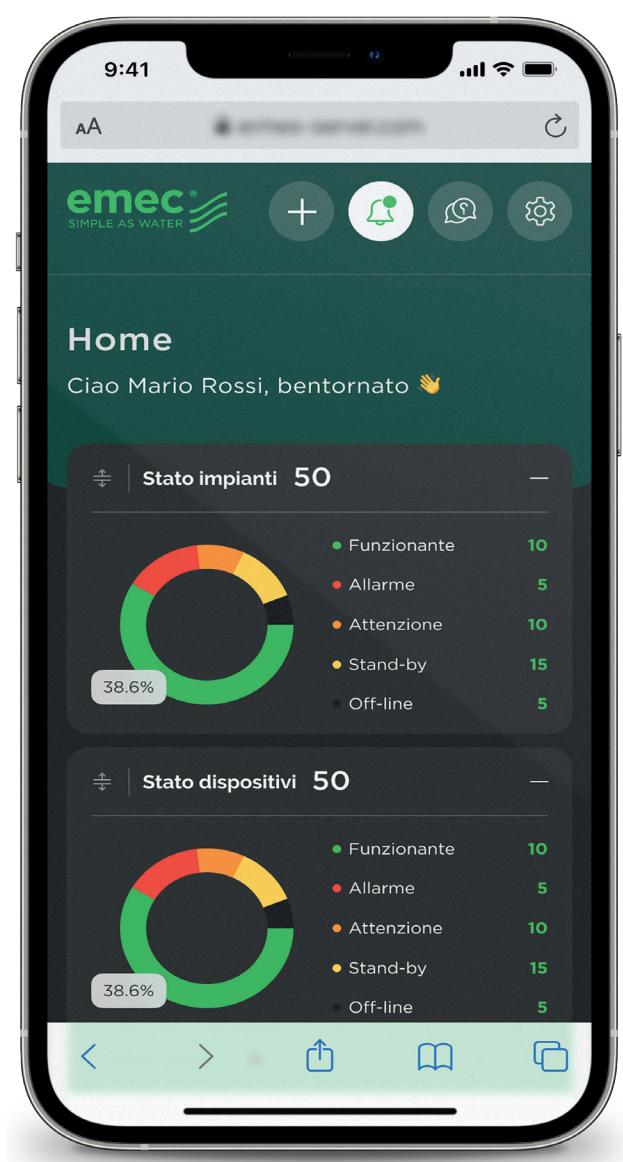 9:41
AA
emec®
SIMPLE AS WATER
Home
Ciao Mario Rossi, bentornato 👋
Stato impianti 50
Funzionante 10
Allarme 5
Attenzione 10
Stand-by 15
Off-line 5
38.6%
Stato dispositivi 50
Funzionante 10
Allarme 5
Attenzione 10
Stand-by 15
Off-line 5
38.6%